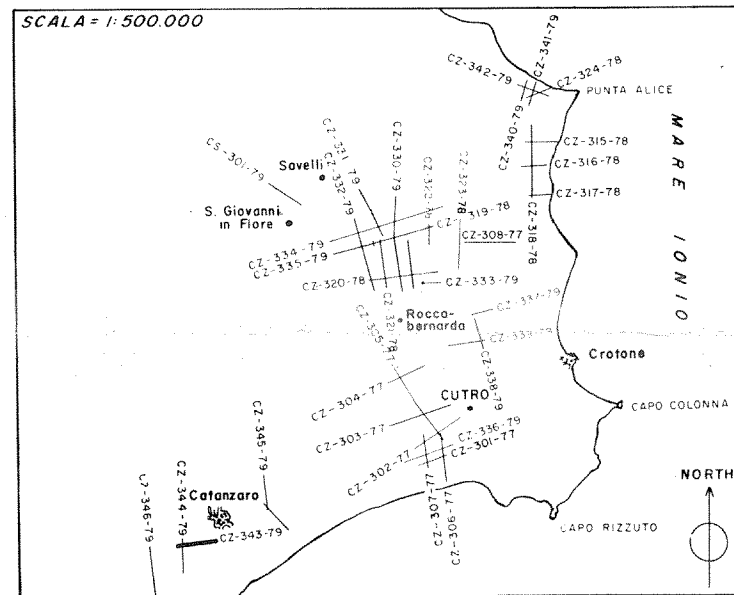 SCALA = 1:500.000
CZ-341-79
CZ-342-79
CZ-324-78
PUNTA ALICE
CZ-340-79
CZ-315-78
CZ-316-78
CZ-317-78
CZ-318-78
MARE IONIO
CS-301-79
Savelli
CZ-331 79
CZ-332-79
CZ-330-79
CZ-323-78
S. Giovanni
in Fiore
CZ-319-78
CZ-334-79
CZ-335-79
CZ-308-77
CZ-320-78
CZ-333-79
CZ-321-78
Rocca-
bernarda
CZ-337-79
CZ-338-79
Crotone
CZ-304-77
CUTRO
CAPO COLONNA
CZ-303-77
CZ-336-79
CZ-301-77
CZ-302-77
CZ-307-77
CZ-306-77
CZ-345-79
CZ-344-79
CZ-346-79
Catanzaro
CZ-343-79
CAPO RIZZUTO
NORTH